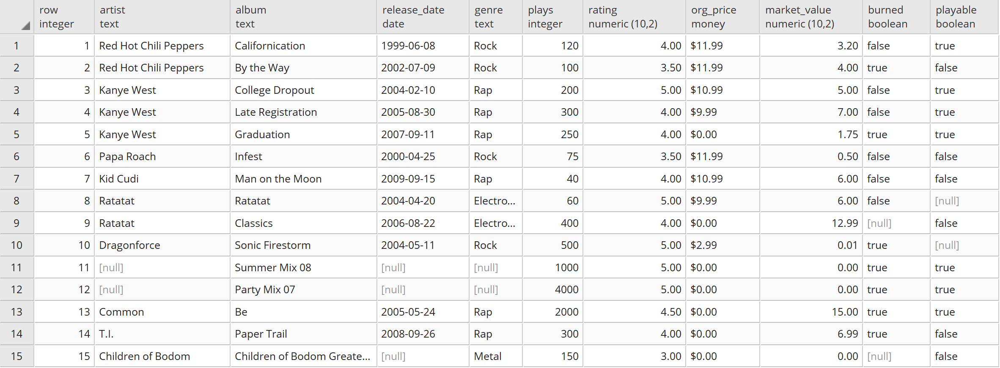 row artist album release_date genre plays rating org_price market_value burned playable
integer text text date text integer numeric (10,2) money numeric (10,2) boolean boolean
1 1 Red Hot Chili Peppers Californication 1999-06-08 Rock 120 4.00 $11.99 3.20 false true
2 2 Red Hot Chili Peppers By the Way 2002-07-09 Rock 100 3.50 $11.99 4.00 true false
3 3 Kanye West College Dropout 2004-02-10 Rap 200 5.00 $10.99 5.00 false true
4 4 Kanye West Late Registration 2005-08-30 Rap 300 4.00 $9.99 7.00 false true
5 5 Kanye West Graduation 2007-09-11 Rap 250 4.00 $0.00 1.75 true true
6 6 Papa Roach Infest 2000-04-25 Rock 75 3.50 $11.99 0.50 false false
7 7 Kid Cudi Man on the Moon 2009-09-15 Rap 40 4.00 $10.99 6.00 false false
8 8 Ratatat Ratatat 2004-04-20 Electro... 60 5.00 $9.99 6.00 false [null]
9 9 Ratatat Classics 2006-08-22 Electro... 400 4.00 $0.00 12.99 [null] false
10 10 Dragonforce Sonic Firestorm 2004-05-11 Rock 500 5.00 $2.99 0.01 true [null]
11 11 [null] Summer Mix 08 [null] [null] 1000 5.00 $0.00 0.00 true true
12 12 [null] Party Mix 07 [null] [null] 4000 5.00 $0.00 0.00 true true
13 13 Common Be 2005-05-24 Rap 2000 4.50 $0.00 15.00 true true
14 14 T.I. Paper Trail 2008-09-26 Rap 300 4.00 $0.00 6.99 true false
15 15 Children of Bodom Children of Bodom Greate... [null] Metal 150 3.00 $0.00 0.00 [null] false